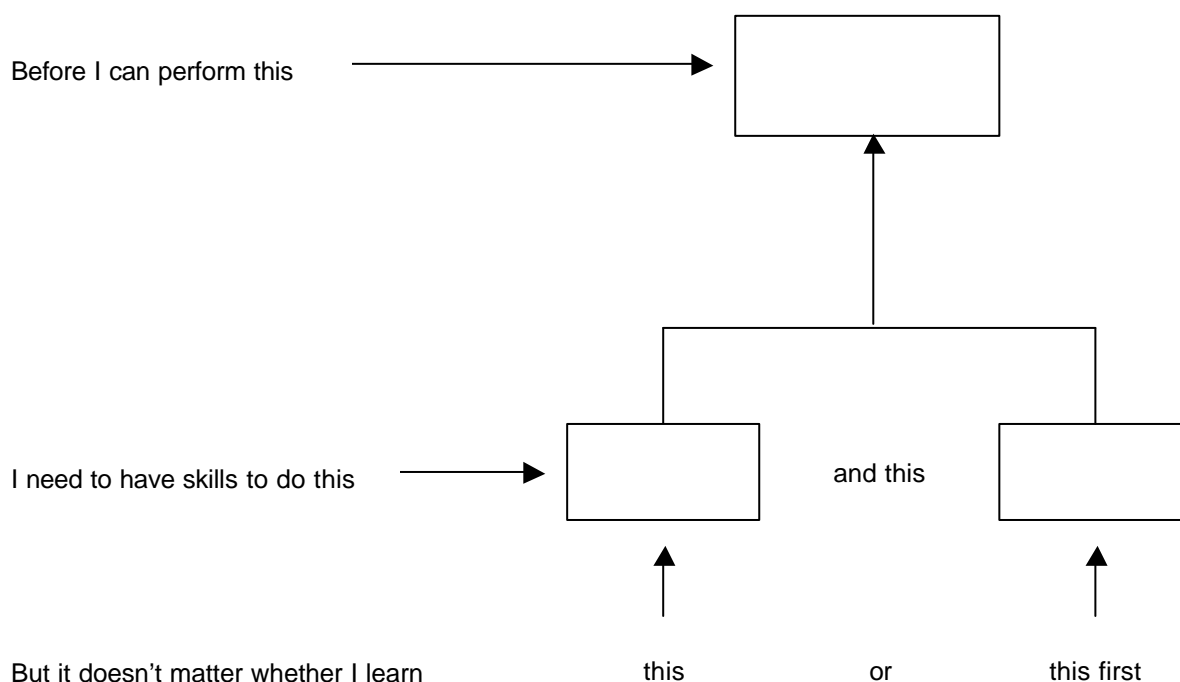 Before I can perform this
I need to have skills to do this and this
But it doesn’t matter whether I learn this or this first